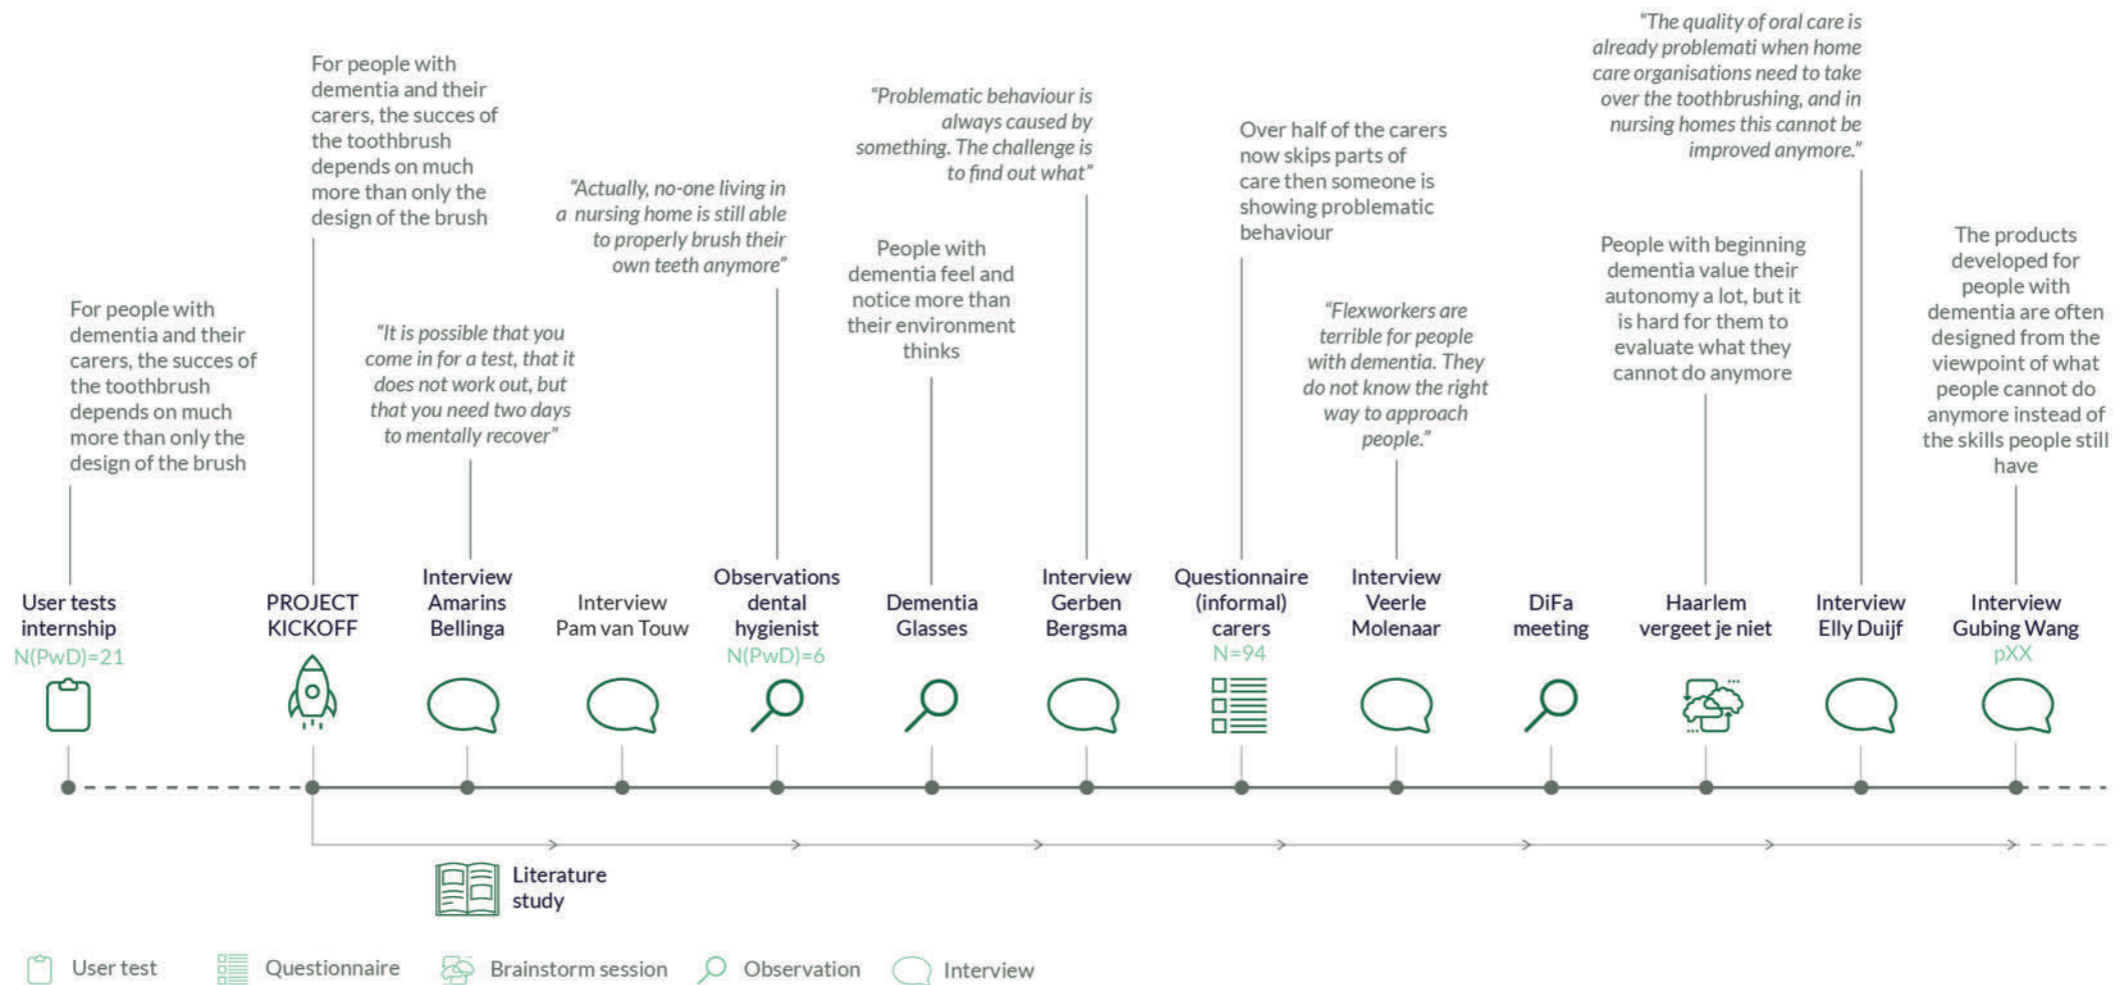 For people with
dementia and their
carers, the succes of
the toothbrush
depends on much
more than only the
design of the brush
For people with
dementia and their
carers, the succes of
the toothbrush
depends on much
more than only the
design of the brush
“It is possible that you
come in for a test, that it
does not work out, but
that you need two days
to mentally recover”
“Actually, no-one living in
a nursing home is still able
to properly brush their
own teeth anymore”
People with
dementia feel and
notice more than
their environment
thinks
“Problematic behaviour is
always caused by
something. The challenge is
to find out what”
Over half of the carers
now skips parts of
care then someone is
showing problematic
behaviour
“Flexworkers are
terrible for people
with dementia. They
do not know the right
way to approach
people.”
People with beginning
dementia value their
autonomy a lot, but it
is hard for them to
evaluate what they
cannot do anymore
“The quality of oral care is
already problemati when home
care organisations need to take
over the toothbrushing, and in
nursing homes this cannot be
improved anymore.”
The products
developed for
people with
dementia are often
designed from the
viewpoint of what
people cannot do
anymore instead of
the skills people still
have
User tests
internship
N(PwD)=21
PROJECT
KICKOFF
Interview
Amarins
Bellinga
Interview
Pam van Touw
Observations
dental
hygienist
N(PwD)=6
Dementia
Glasses
Interview
Gerben
Bergsma
Questionnaire
(informal)
carers
N=94
Interview
Veerle
Molenaar
DiFa
meeting
Haarlem
vergeet je niet
Interview
Elly Duijf
Interview
Gubing Wang
pXX
Literature
study
User test
Questionnaire
Brainstorm session
Observation
Interview